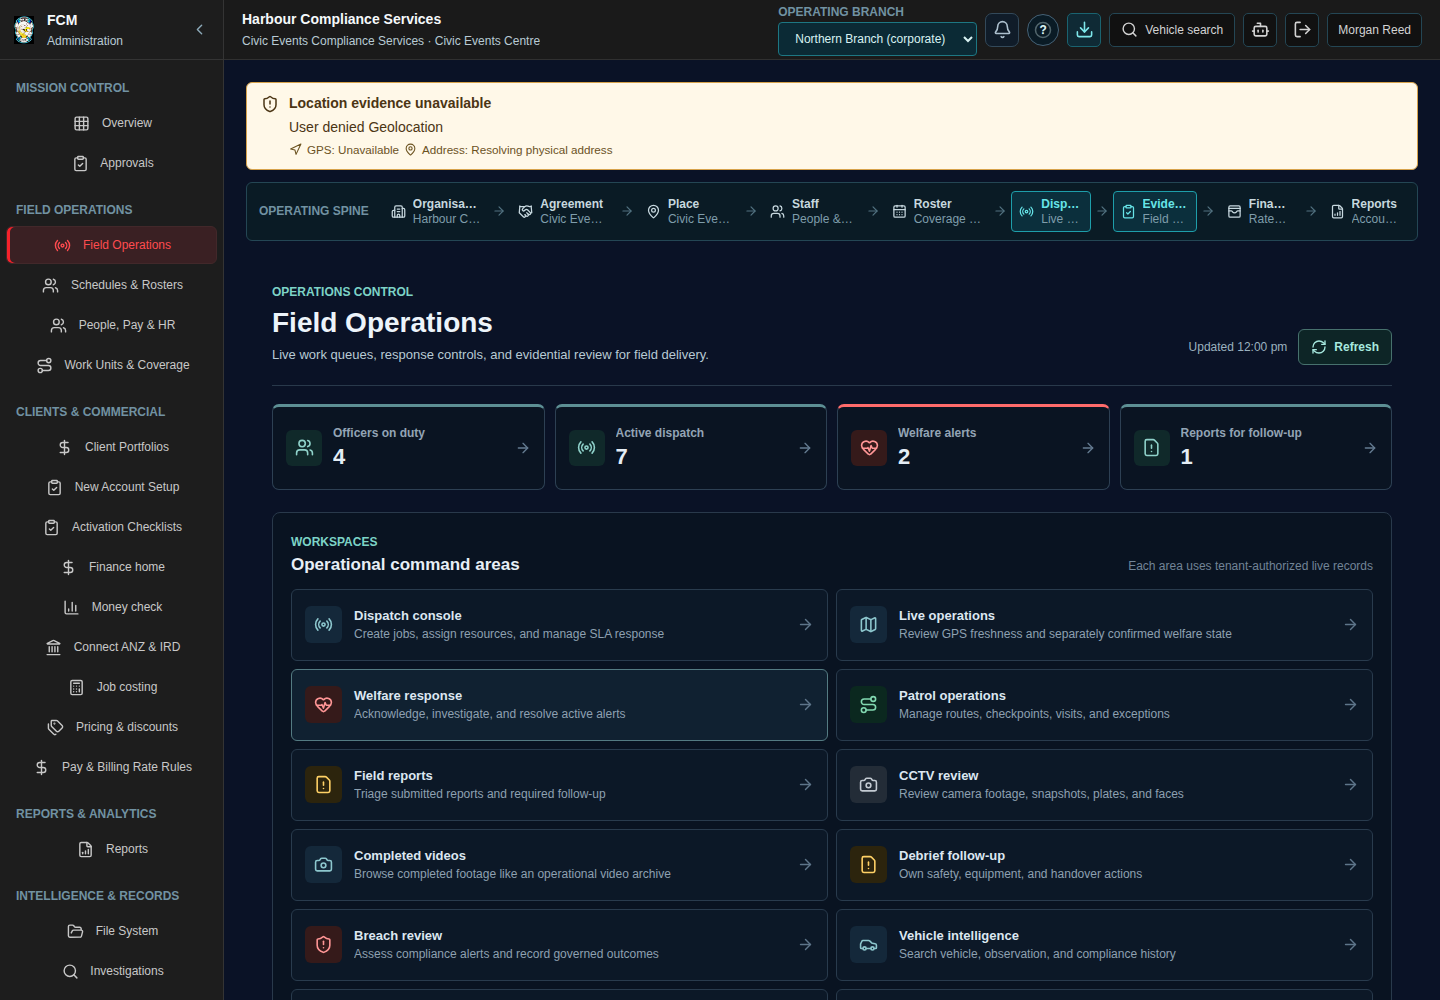 FCM
Administration
Harbour Compliance Services
Civic Events Compliance Services · Civic Events Centre
OPERATING BRANCH
Northern Branch (corporate)
?
Vehicle search
Morgan Reed
MISSION CONTROL
Overview
Approvals
FIELD OPERATIONS
Field Operations
Schedules & Rosters
People, Pay & HR
Work Units & Coverage
CLIENTS & COMMERCIAL
Client Portfolios
New Account Setup
Activation Checklists
Finance home
Money check
Connect ANZ & IRD
Job costing
Pricing & discounts
Pay & Billing Rate Rules
REPORTS & ANALYTICS
Reports
INTELLIGENCE & RECORDS
File System
Investigations
Location evidence unavailable
User denied Geolocation
GPS: Unavailable Address: Resolving physical address
OPERATING SPINE
Organisa...
Harbour C...
Agreement
Civic Eve...
Place
Civic Eve...
Staff
People &...
Roster
Coverage ...
Disp...
Live ...
Evide...
Field ...
Fina...
Rate...
Reports
Accou...
OPERATIONS CONTROL
Field Operations
Live work queues, response controls, and evidential review for field delivery.
Updated 12:00 pm
Refresh
Officers on duty
4
Active dispatch
7
Welfare alerts
2
Reports for follow-up
1
WORKSPACES
Operational command areas
Each area uses tenant-authorized live records
Dispatch console
Create jobs, assign resources, and manage SLA response
Live operations
Review GPS freshness and separately confirmed welfare state
Welfare response
Acknowledge, investigate, and resolve active alerts
Patrol operations
Manage routes, checkpoints, visits, and exceptions
Field reports
Triage submitted reports and required follow-up
CCTV review
Review camera footage, snapshots, plates, and faces
Completed videos
Browse completed footage like an operational video archive
Debrief follow-up
Own safety, equipment, and handover actions
Breach review
Assess compliance alerts and record governed outcomes
Vehicle intelligence
Search vehicle, observation, and compliance history